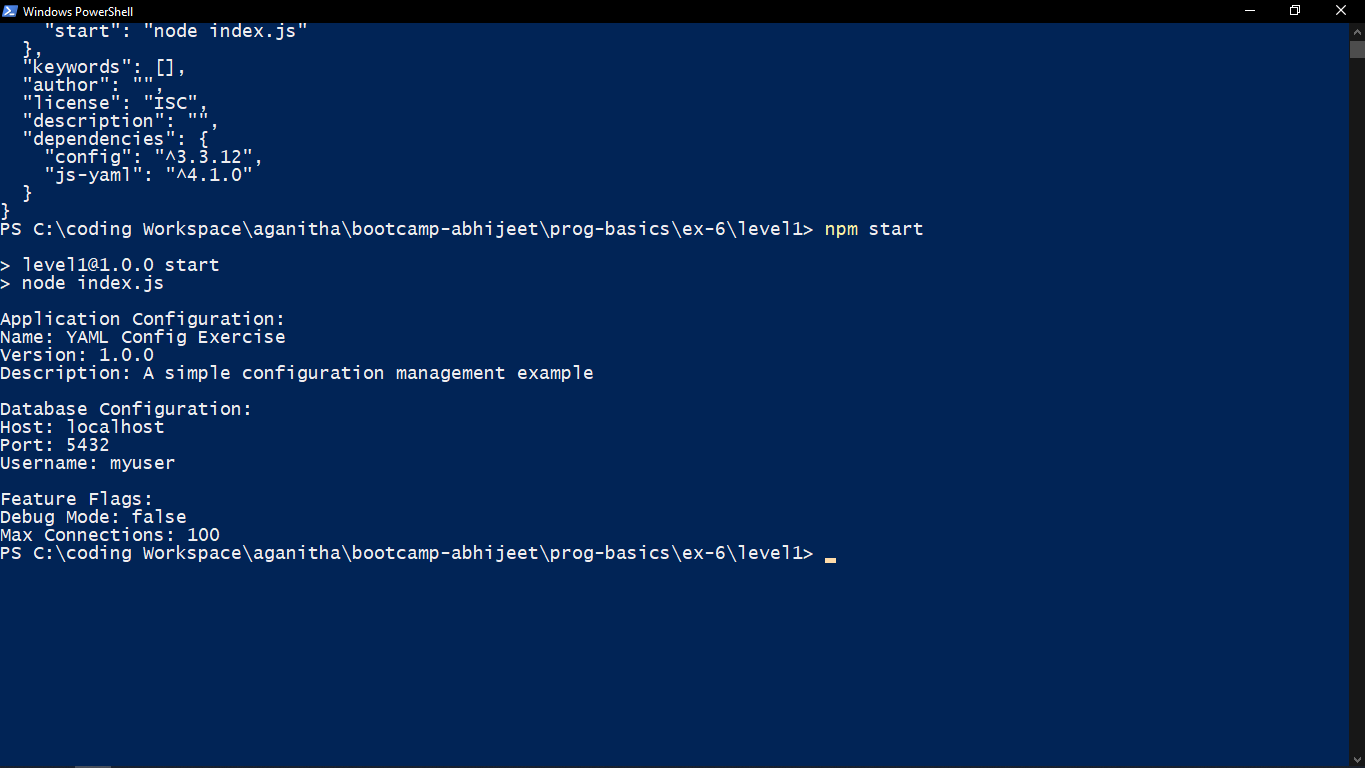 Windows PowerShell
    "start": "node index.js"
  },
  "keywords": [],
  "author": "",
  "license": "ISC",
  "description": "",
  "dependencies": {
    "config": "^3.3.12",
    "js-yaml": "^4.1.0"
  }
}
PS C:\coding Workspace\aganitha\bootcamp-abhijeet\prog-basics\ex-6\level1> npm start

> level1@1.0.0 start
> node index.js

Application Configuration:
Name: YAML Config Exercise
Version: 1.0.0
Description: A simple configuration management example

Database Configuration:
Host: localhost
Port: 5432
Username: myuser

Feature Flags:
Debug Mode: false
Max Connections: 100
PS C:\coding Workspace\aganitha\bootcamp-abhijeet\prog-basics\ex-6\level1>